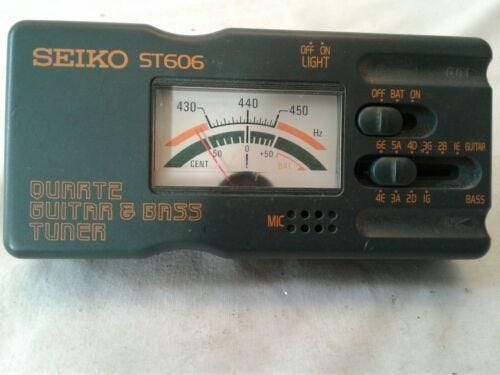 SEIKO ST606
OFF ON
LIGHT
OUT
OFF BAT ON
430 440 450
Hz
CENT. 50 0 +50
BAT
6E 5A 4D 3G 2B 1E GUITAR
4E 3A 2D 1G BASS
QUARTZ
GUITAR & BASS
TUNER
MIC